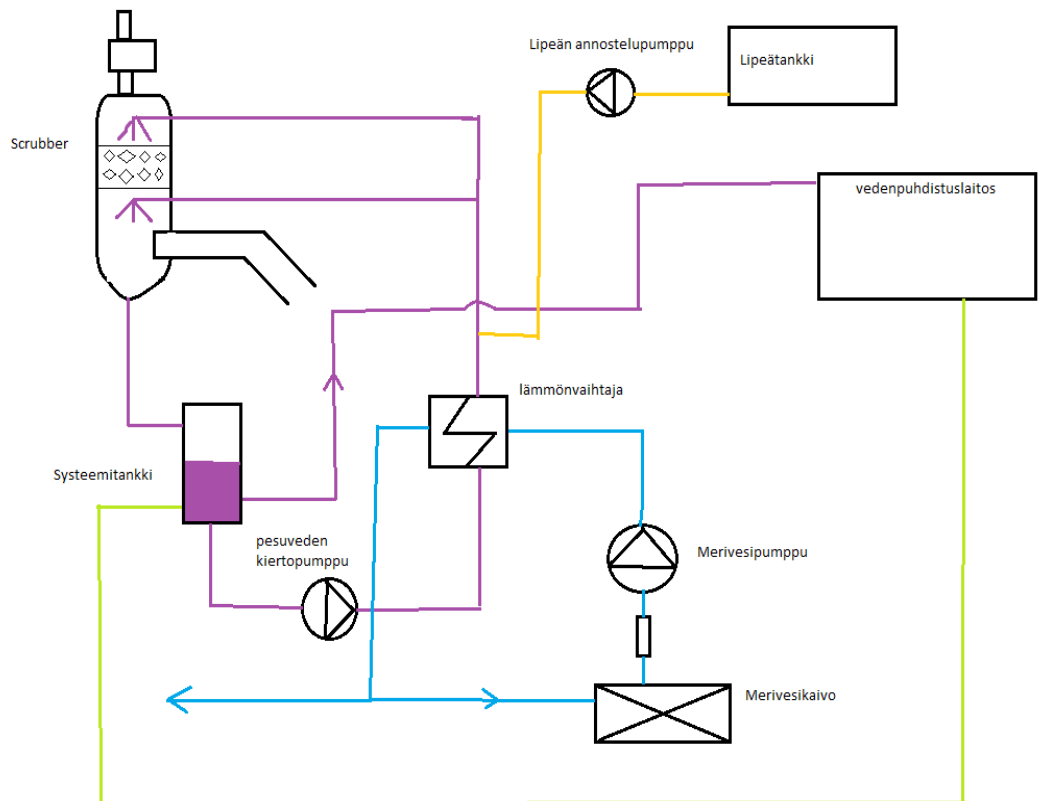 Lipeän annostelupumppu
Lipeätankki
Scrubber
vedenpuhdistuslaitos
lämmönvaihtaja
Systeemitankki
pesuveden
kiertopumppu
Merivesipumppu
Merivesikaivo